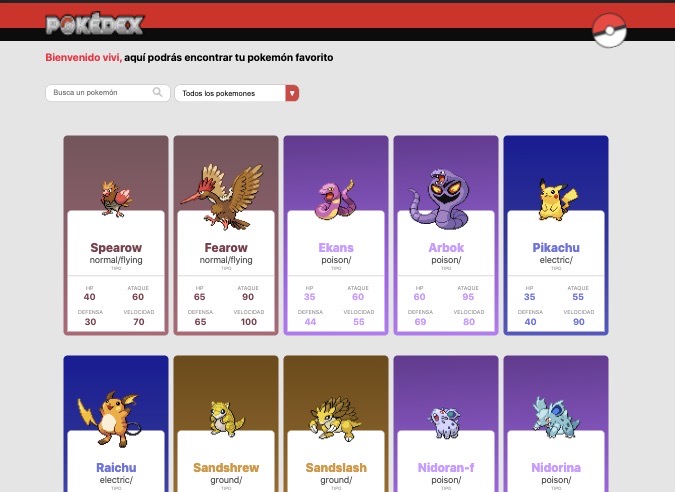 POKÉDEX
Bienvenido vivi, aquí podrás encontrar tu pokemón favorito
Busca un pokemón
Todos los pokemones
Spearow
normal/flying
TIPO
HP ATAQUE
40 60
DEFENSA VELOCIDAD
30 70
Fearow
normal/flying
TIPO
HP ATAQUE
65 90
DEFENSA VELOCIDAD
65 100
Ekans
poison/
TIPO
HP ATAQUE
35 60
DEFENSA VELOCIDAD
44 55
Arbok
poison/
TIPO
HP ATAQUE
60 95
DEFENSA VELOCIDAD
69 80
Pikachu
electric/
TIPO
HP ATAQUE
35 55
DEFENSA VELOCIDAD
40 90
Raichu
electric/
TIPO
Sandshrew
ground/
TIPO
Sandslash
ground/
TIPO
Nidoran-f
poison/
TIPO
Nidorina
poison/
TIPO